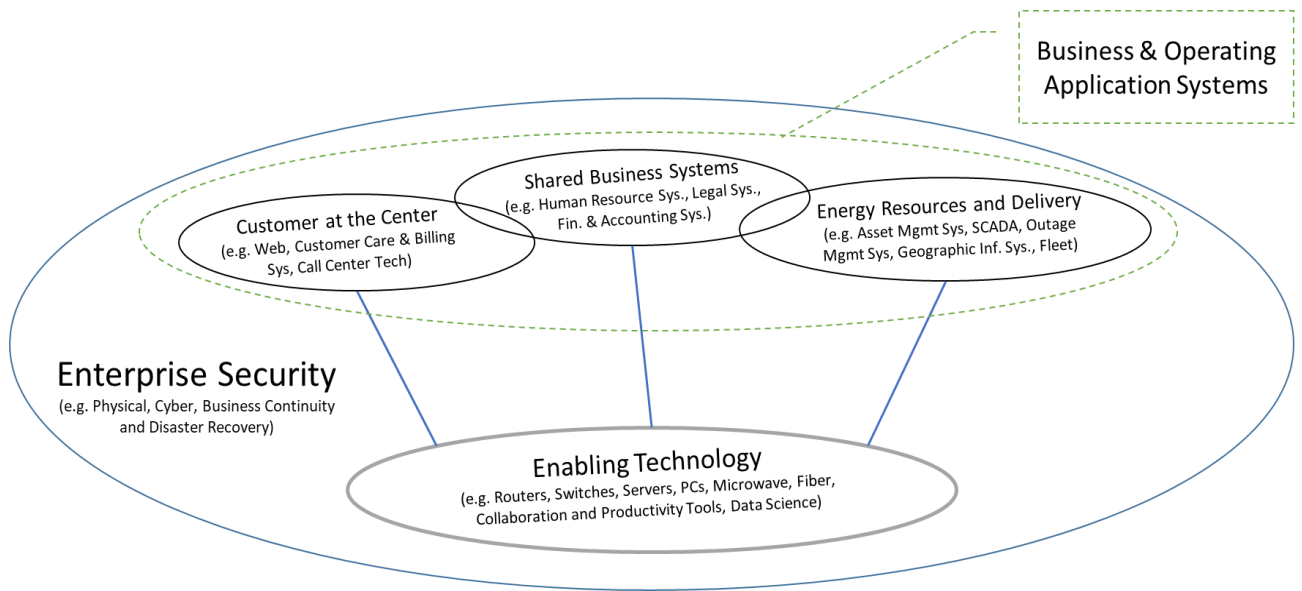 Business & Operating
Application Systems
Shared Business Systems
(e.g. Human Resource Sys., Legal Sys.,
Fin. & Accounting Sys.)
Customer at the Center
(e.g. Web, Customer Care & Billing
Sys, Call Center Tech)
Energy Resources and Delivery
(e.g. Asset Mgmt Sys, SCADA, Outage
Mgmt Sys, Geographic Inf. Sys., Fleet)
Enterprise Security
(e.g. Physical, Cyber, Business Continuity
and Disaster Recovery)
Enabling Technology
(e.g. Routers, Switches, Servers, PCs, Microwave, Fiber,
Collaboration and Productivity Tools, Data Science)